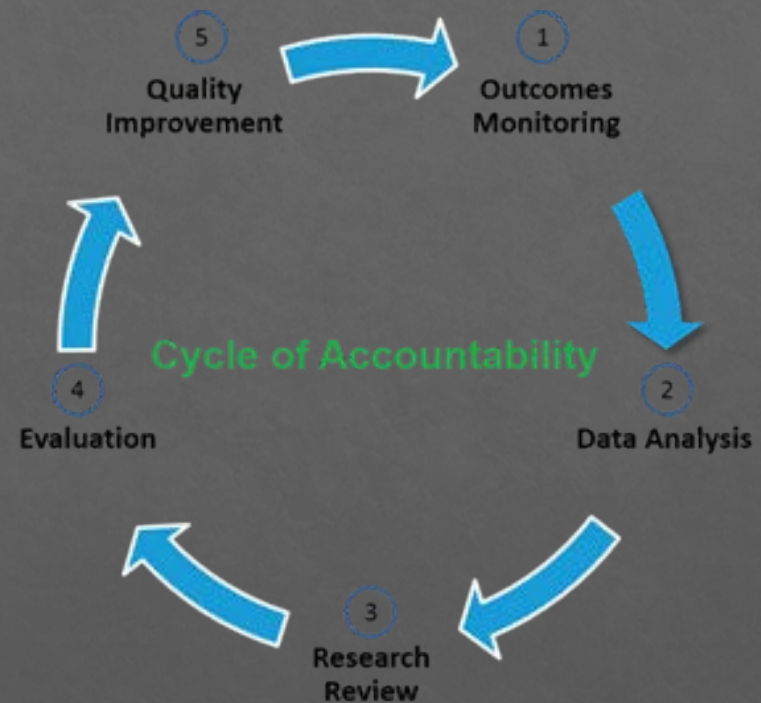 5
Quality
Improvement
1
Outcomes
Monitoring
Cycle of Accountability
4
Evaluation
2
Data Analysis
3
Research
Review